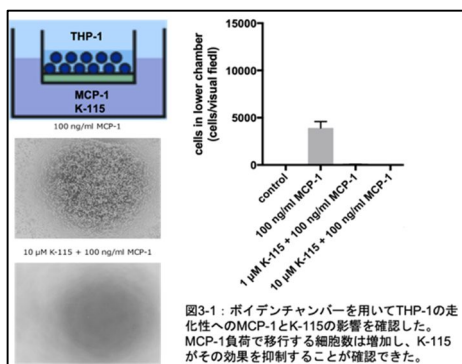 THP-1
MCP-1
K-115
100 ng/ml MCP-1
10 µM K-115 + 100 ng/ml MCP-1
cells in lower chamber
(cells/visual fiedl)
15000
10000
5000
0
control
100 ng/ml MCP-1
1 µM K-115 + 100 ng/ml MCP-1
10 µM K-115 + 100 ng/ml MCP-1
図3-1：ボイデンチャンバーを用いてTHP-1の走
化性へのMCP-1とK-115の影響を確認した。
MCP-1負荷で移行する細胞数は増加し、K-115
がその効果を抑制することが確認できた。